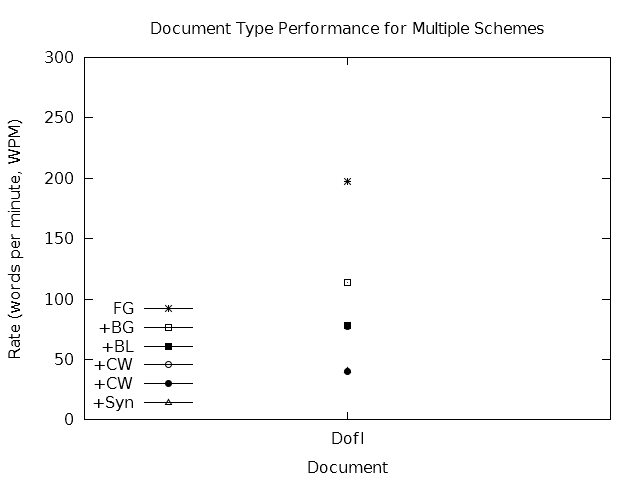 Document Type Performance for Multiple Schemes
300
250
200
150
100
50
0
Rate (words per minute, WPM)
FG
+BG
+BL
+CW
+CW
+Syn
DofI
Document